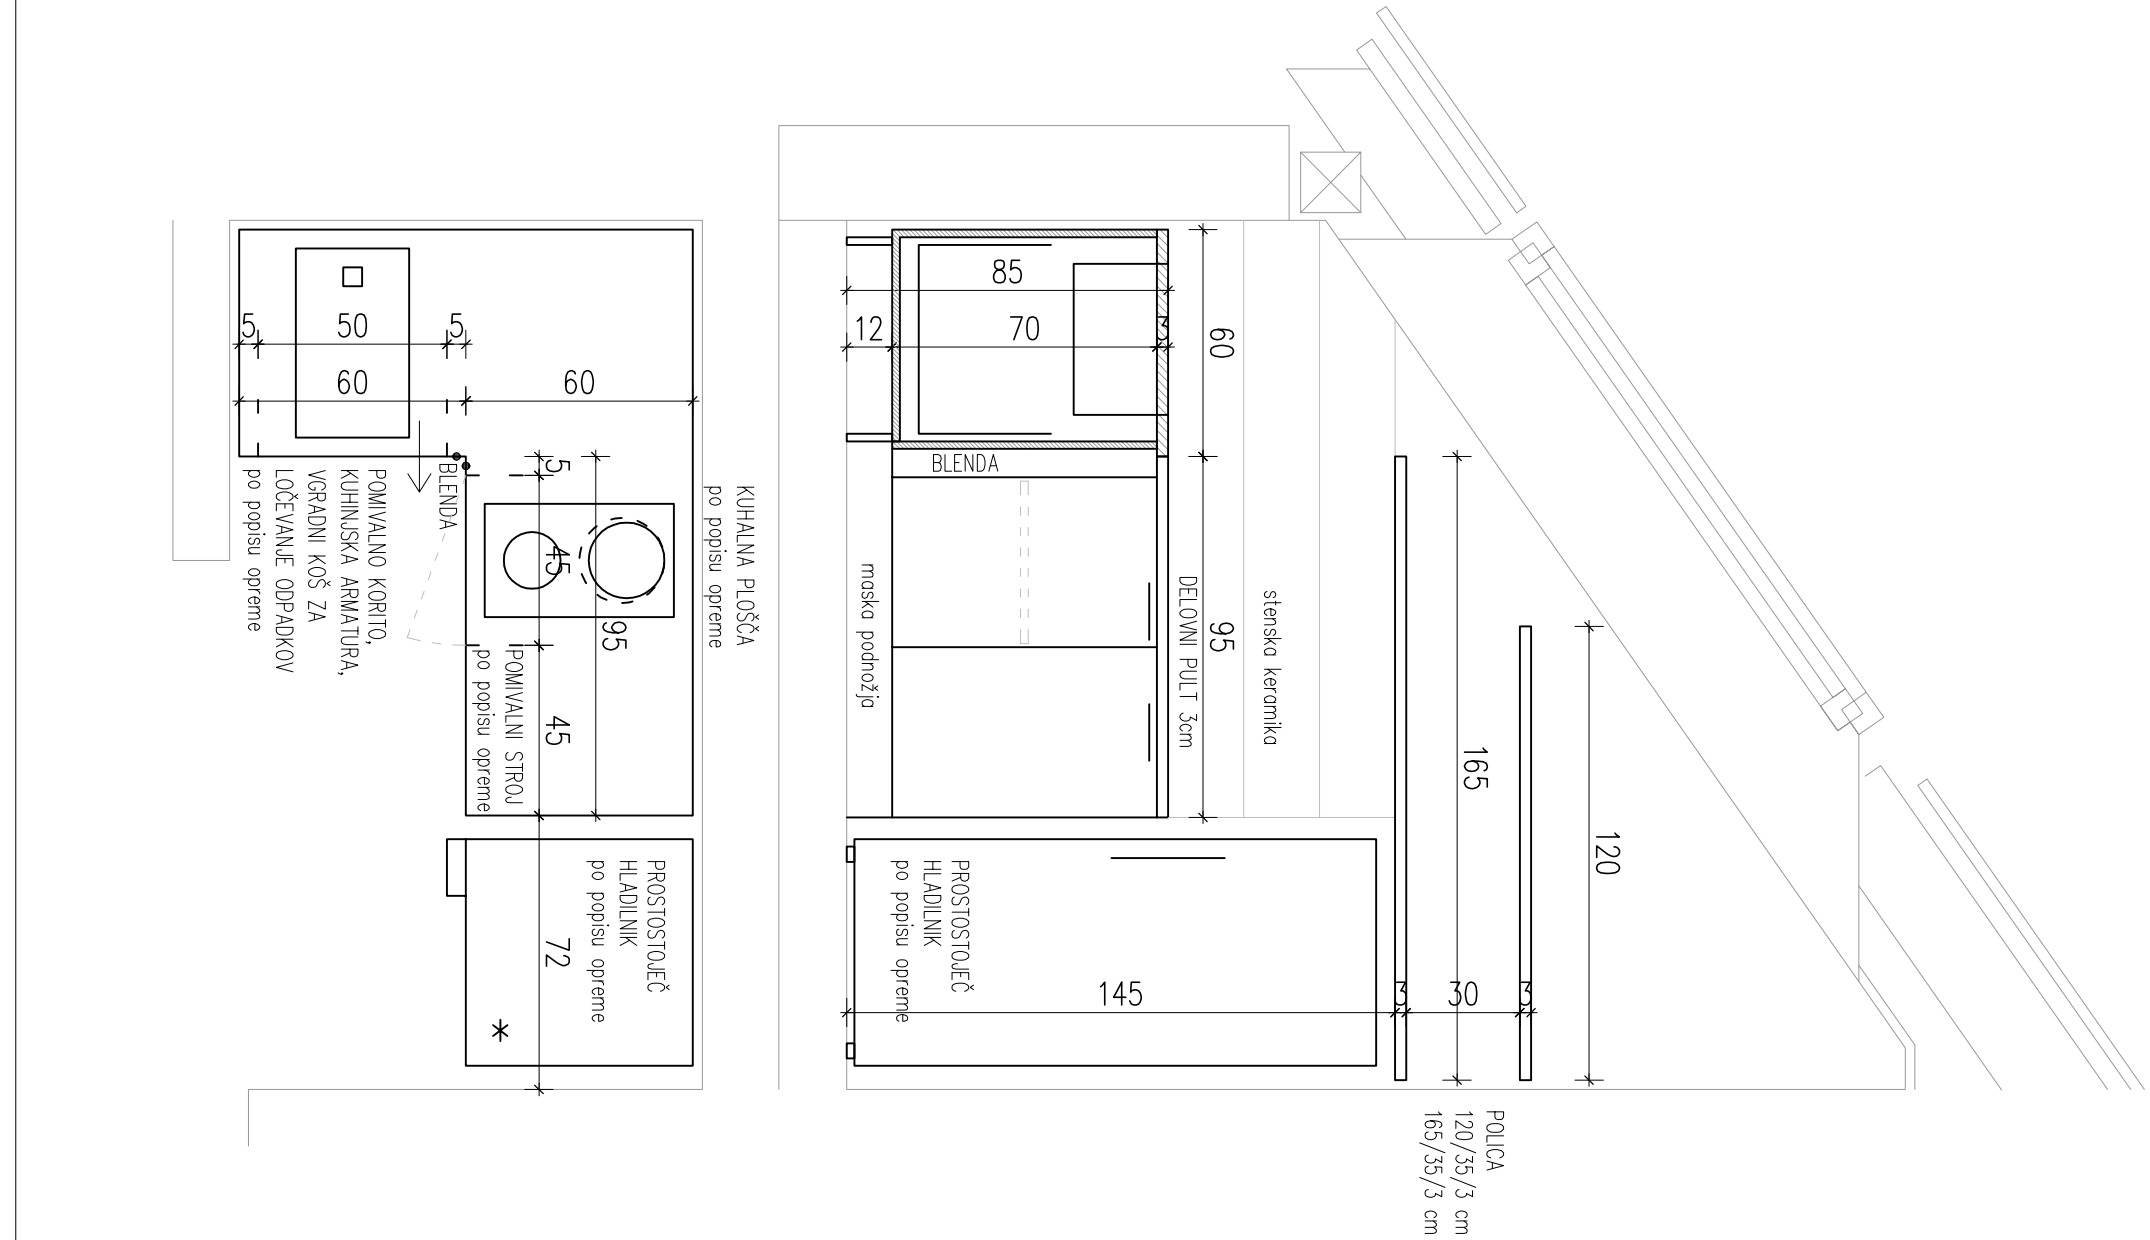 5
50
5
60
60
POMIVALNO KORITO,
KUHINJSKA ARMATURA,
VGRADNI KOŠ ZA
LOČEVANJE ODPADKOV
po popisu opreme
BLENDA
5
45
95
45
72
KUHALNA PLOŠČA
po popisu opreme
POMIVALNI STROJ
po popisu opreme
PROSTOSTOJEČ
HLADILNIK
po popisu opreme
85
12
70
3
60
95
BLENDA
maska podnožja
DELOVNI PULT 3cm
stenska keramika
165
120
PROSTOSTOJEČ
HLADILNIK
po popisu opreme
145
3
30
3
POLICA
120/35/3 cm
165/35/3 cm